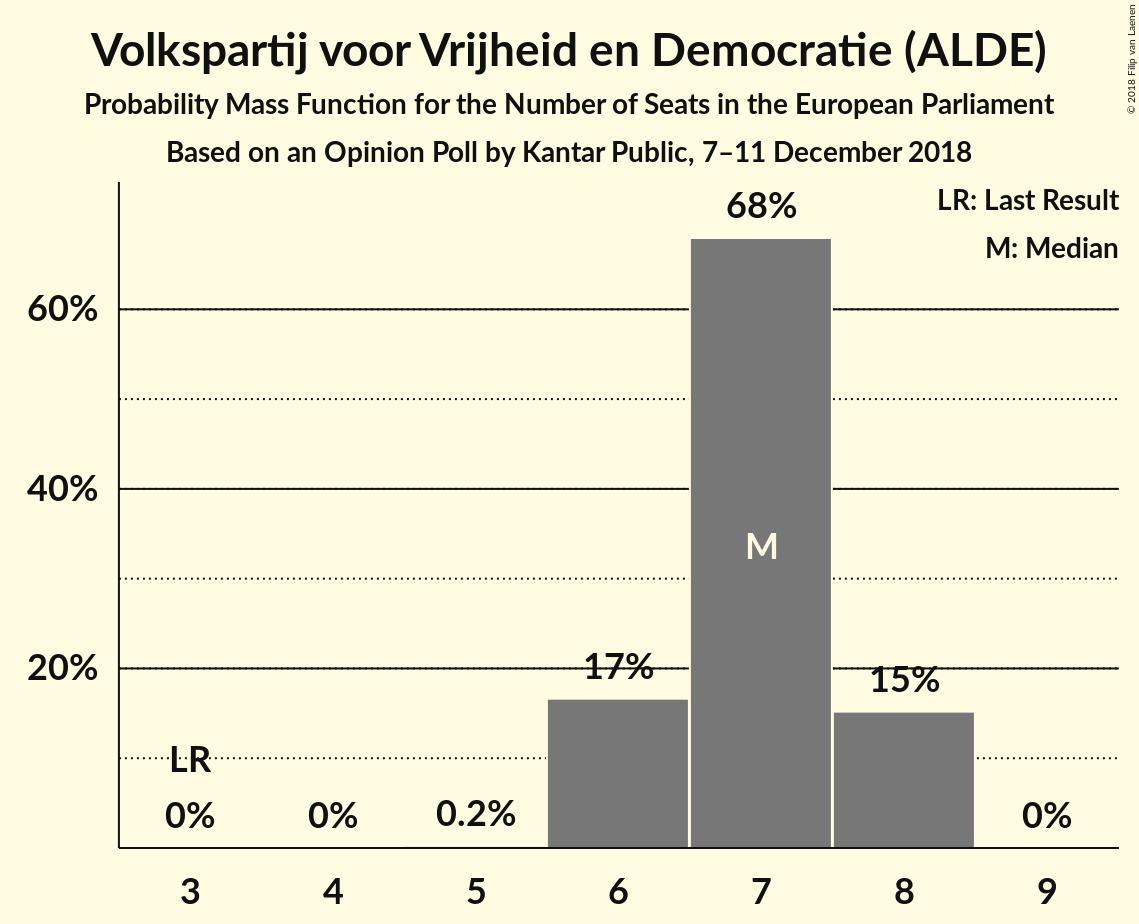 Volkspartij voor Vrijheid en Democratie (ALDE)
Probability Mass Function for the Number of Seats in the European Parliament
Based on an Opinion Poll by Kantar Public, 7–11 December 2018
© 2018 Filip van Laenen
LR: Last Result
M: Median
68%
60%
40%
M
20%
17%
15%
LR
0%
0%
0.2%
0%
3
4
5
6
7
8
9